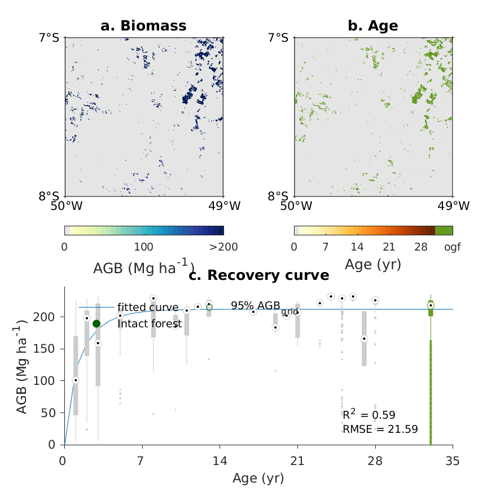 a. Biomass
b. Age
7°S
7°S
8°S
8°S
50°W
49°W
50°W
49°W
0
100
>200
0
7
14
21
28
ogf
AGB (Mg ha⁻¹)
Age (yr)
c. Recovery curve
fitted curve
95% AGB grid
Intact forest
AGB (Mg ha⁻¹)
200
150
100
50
0
R² = 0.59
RMSE = 21.59
0
7
14
21
28
35
Age (yr)